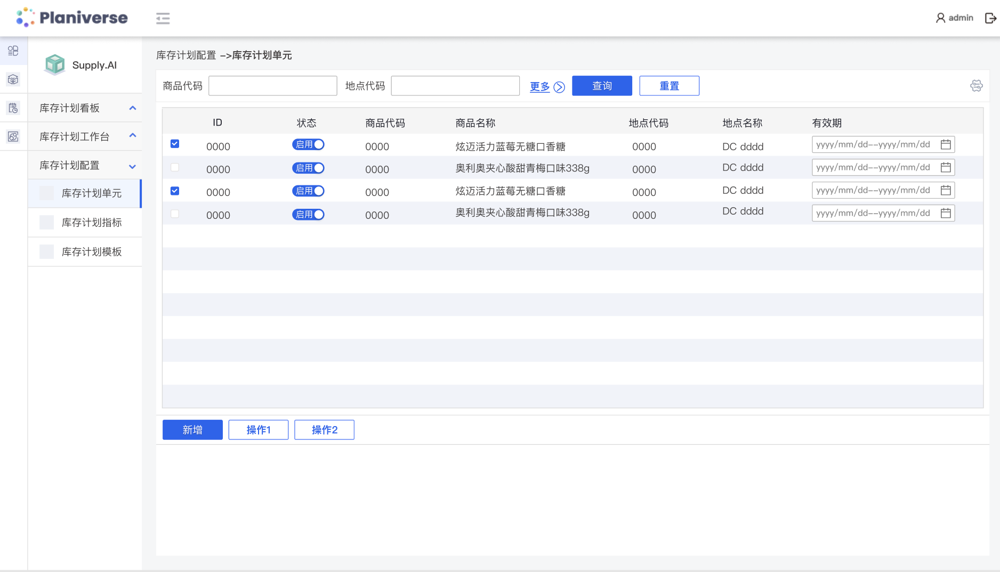 Planiverse
admin
Supply.AI
库存计划看板
库存计划工作台
库存计划配置
库存计划单元
库存计划指标
库存计划模板
库存计划配置 ->库存计划单元
商品代码 地点代码 更多 查询 重置
ID 状态 商品代码 商品名称 地点代码 地点名称 有效期
0000 启用 0000 炫迈活力蓝莓无糖口香糖 0000 DC dddd yyyy/mm/dd--yyyy/mm/dd
0000 启用 0000 奥利奥夹心酸甜青梅口味338g 0000 DC dddd yyyy/mm/dd--yyyy/mm/dd
0000 启用 0000 炫迈活力蓝莓无糖口香糖 0000 DC dddd yyyy/mm/dd--yyyy/mm/dd
0000 启用 0000 奥利奥夹心酸甜青梅口味338g 0000 DC dddd yyyy/mm/dd--yyyy/mm/dd
新增 操作1 操作2